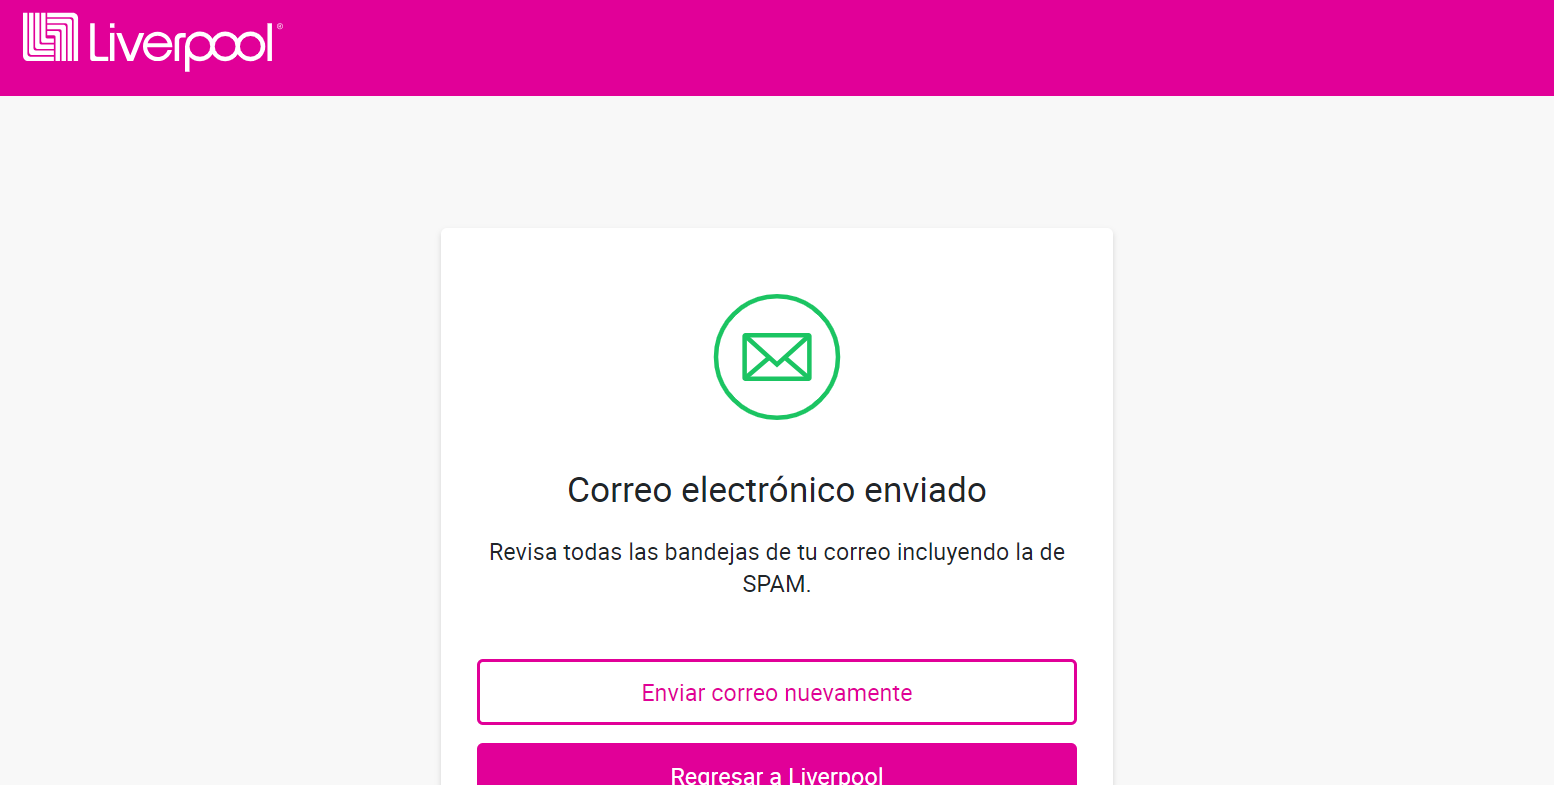 Liverpool®
Correo electrónico enviado
Revisa todas las bandejas de tu correo incluyendo la de
SPAM.
Enviar correo nuevamente
Regresar a Liverpool